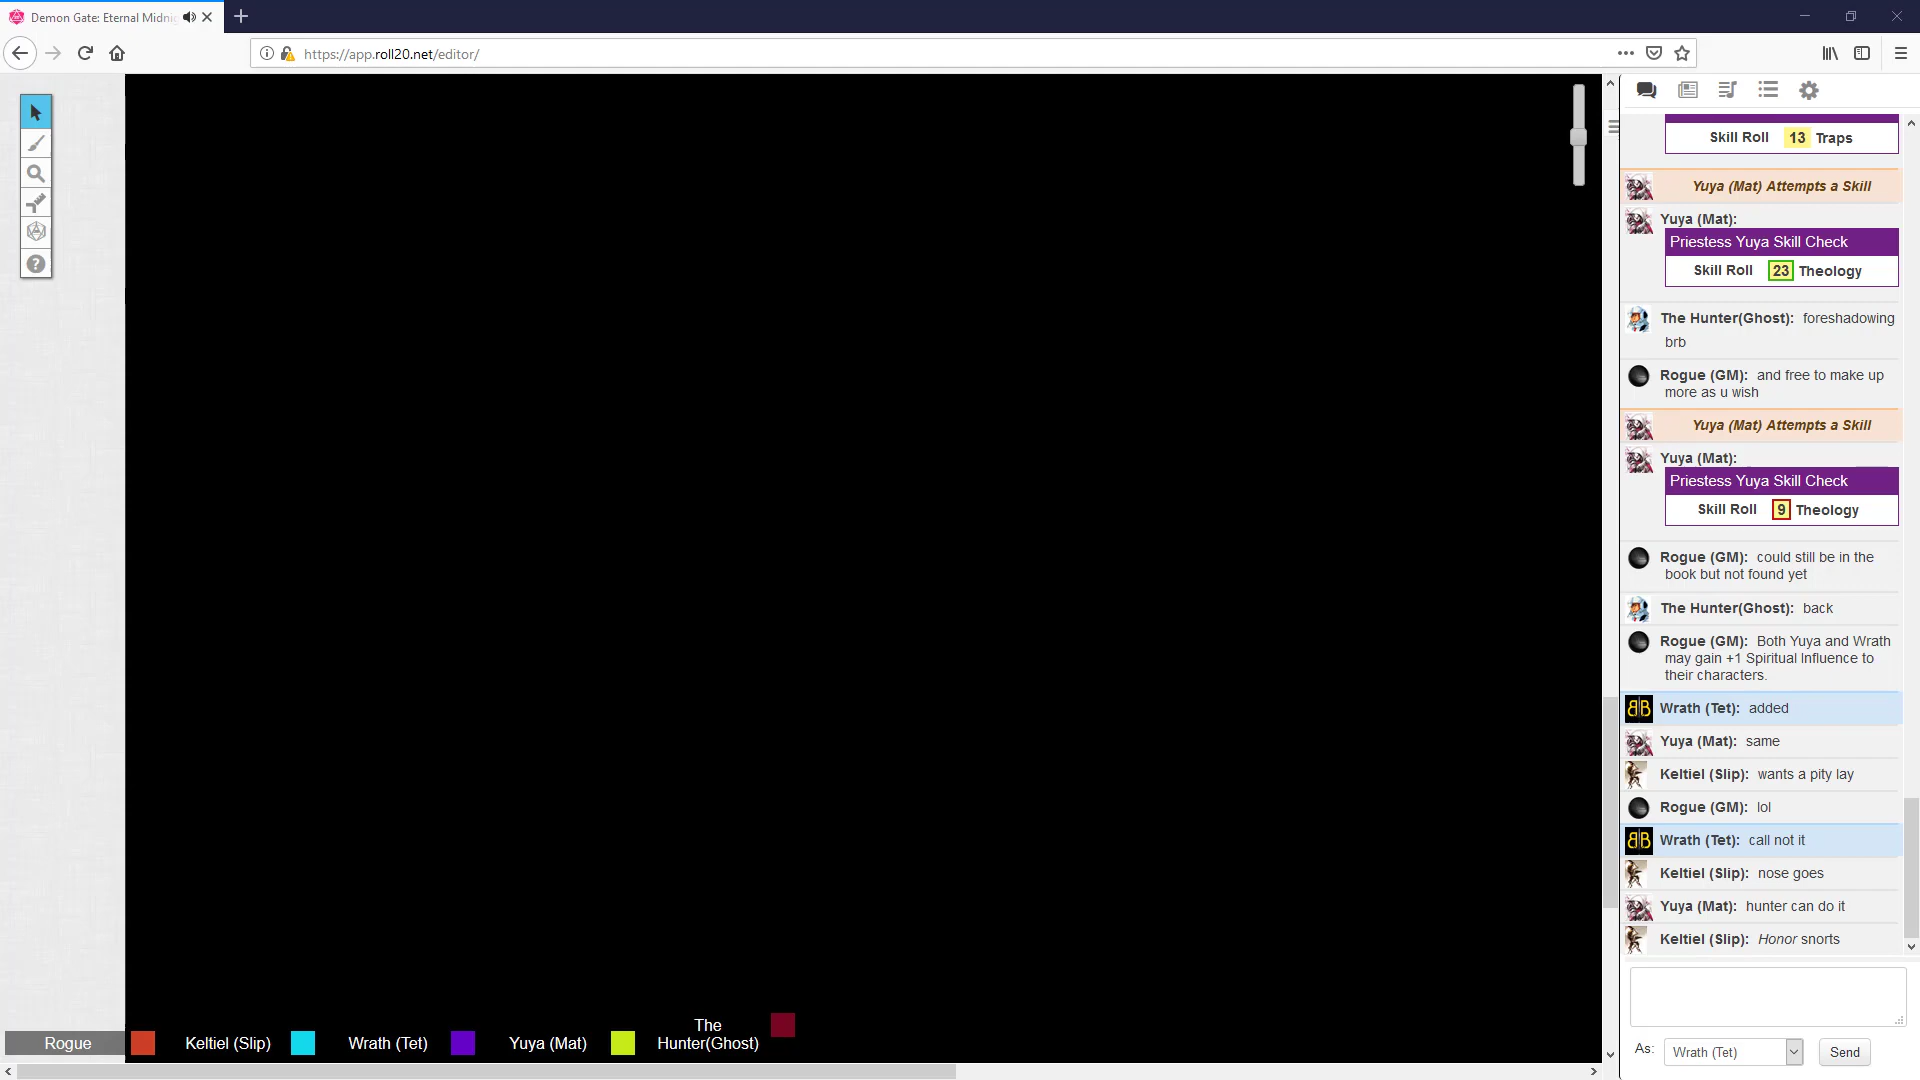 Demon Gate: Eternal Midni
https://app.roll20.net/editor/
Skill Roll 13 Traps
Yuya (Mat) Attempts a Skill
Yuya (Mat):
Priestess Yuya Skill Check
Skill Roll 23 Theology
The Hunter(Ghost): foreshadowing
brb
Rogue (GM): and free to make up
more as u wish
Yuya (Mat) Attempts a Skill
Yuya (Mat):
Priestess Yuya Skill Check
Skill Roll 9 Theology
Rogue (GM): could still be in the
book but not found yet
The Hunter(Ghost): back
Rogue (GM): Both Yuya and Wrath
may gain +1 Spiritual Influence to
their characters.
Wrath (Tet): added
Yuya (Mat): same
Keltiel (Slip): wants a pity lay
Rogue (GM): lol
Wrath (Tet): call not it
Keltiel (Slip): nose goes
Yuya (Mat): hunter can do it
Keltiel (Slip): Honor snorts
As: Wrath (Tet) Send
Rogue
Keltiel (Slip)
Wrath (Tet)
Yuya (Mat)
The
Hunter(Ghost)